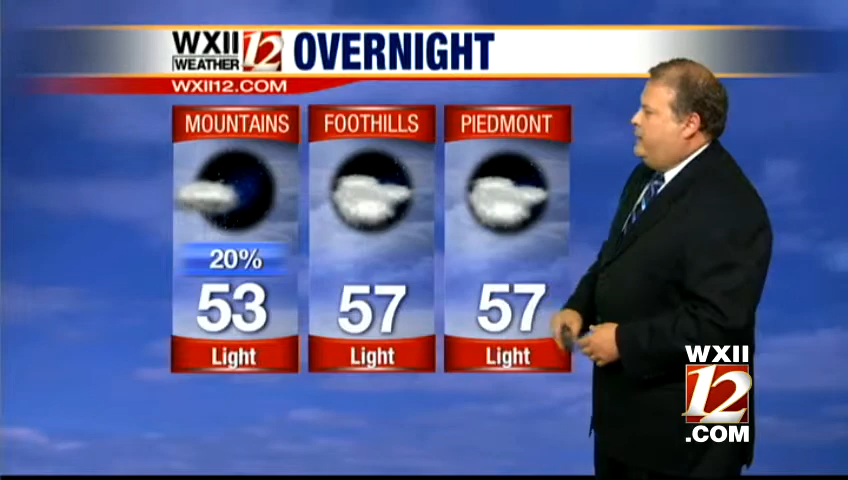 WXII 12 OVERNIGHT
WEATHER
WXII12.COM
MOUNTAINS FOOTHILLS PIEDMONT
20%
53 57 57
Light Light Light
WXII
12
.COM